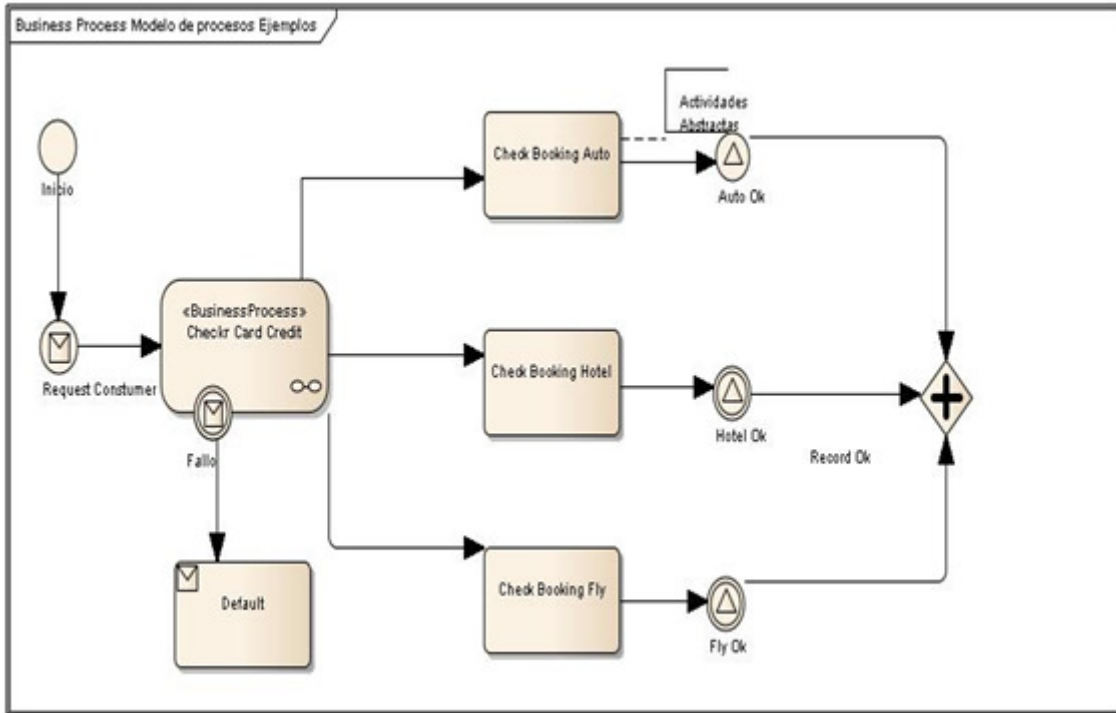 Business Process Modelo de procesos Ejemplos
Inicio
Request Constumer
«BusinessProcess»
Checkr Card Credit
Fallo
Default
Check Booking Auto
Actividades
Abstractas
Auto Ok
Check Booking Hotel
Hotel Ok
Record Ok
Check Booking Fly
Fly Ok